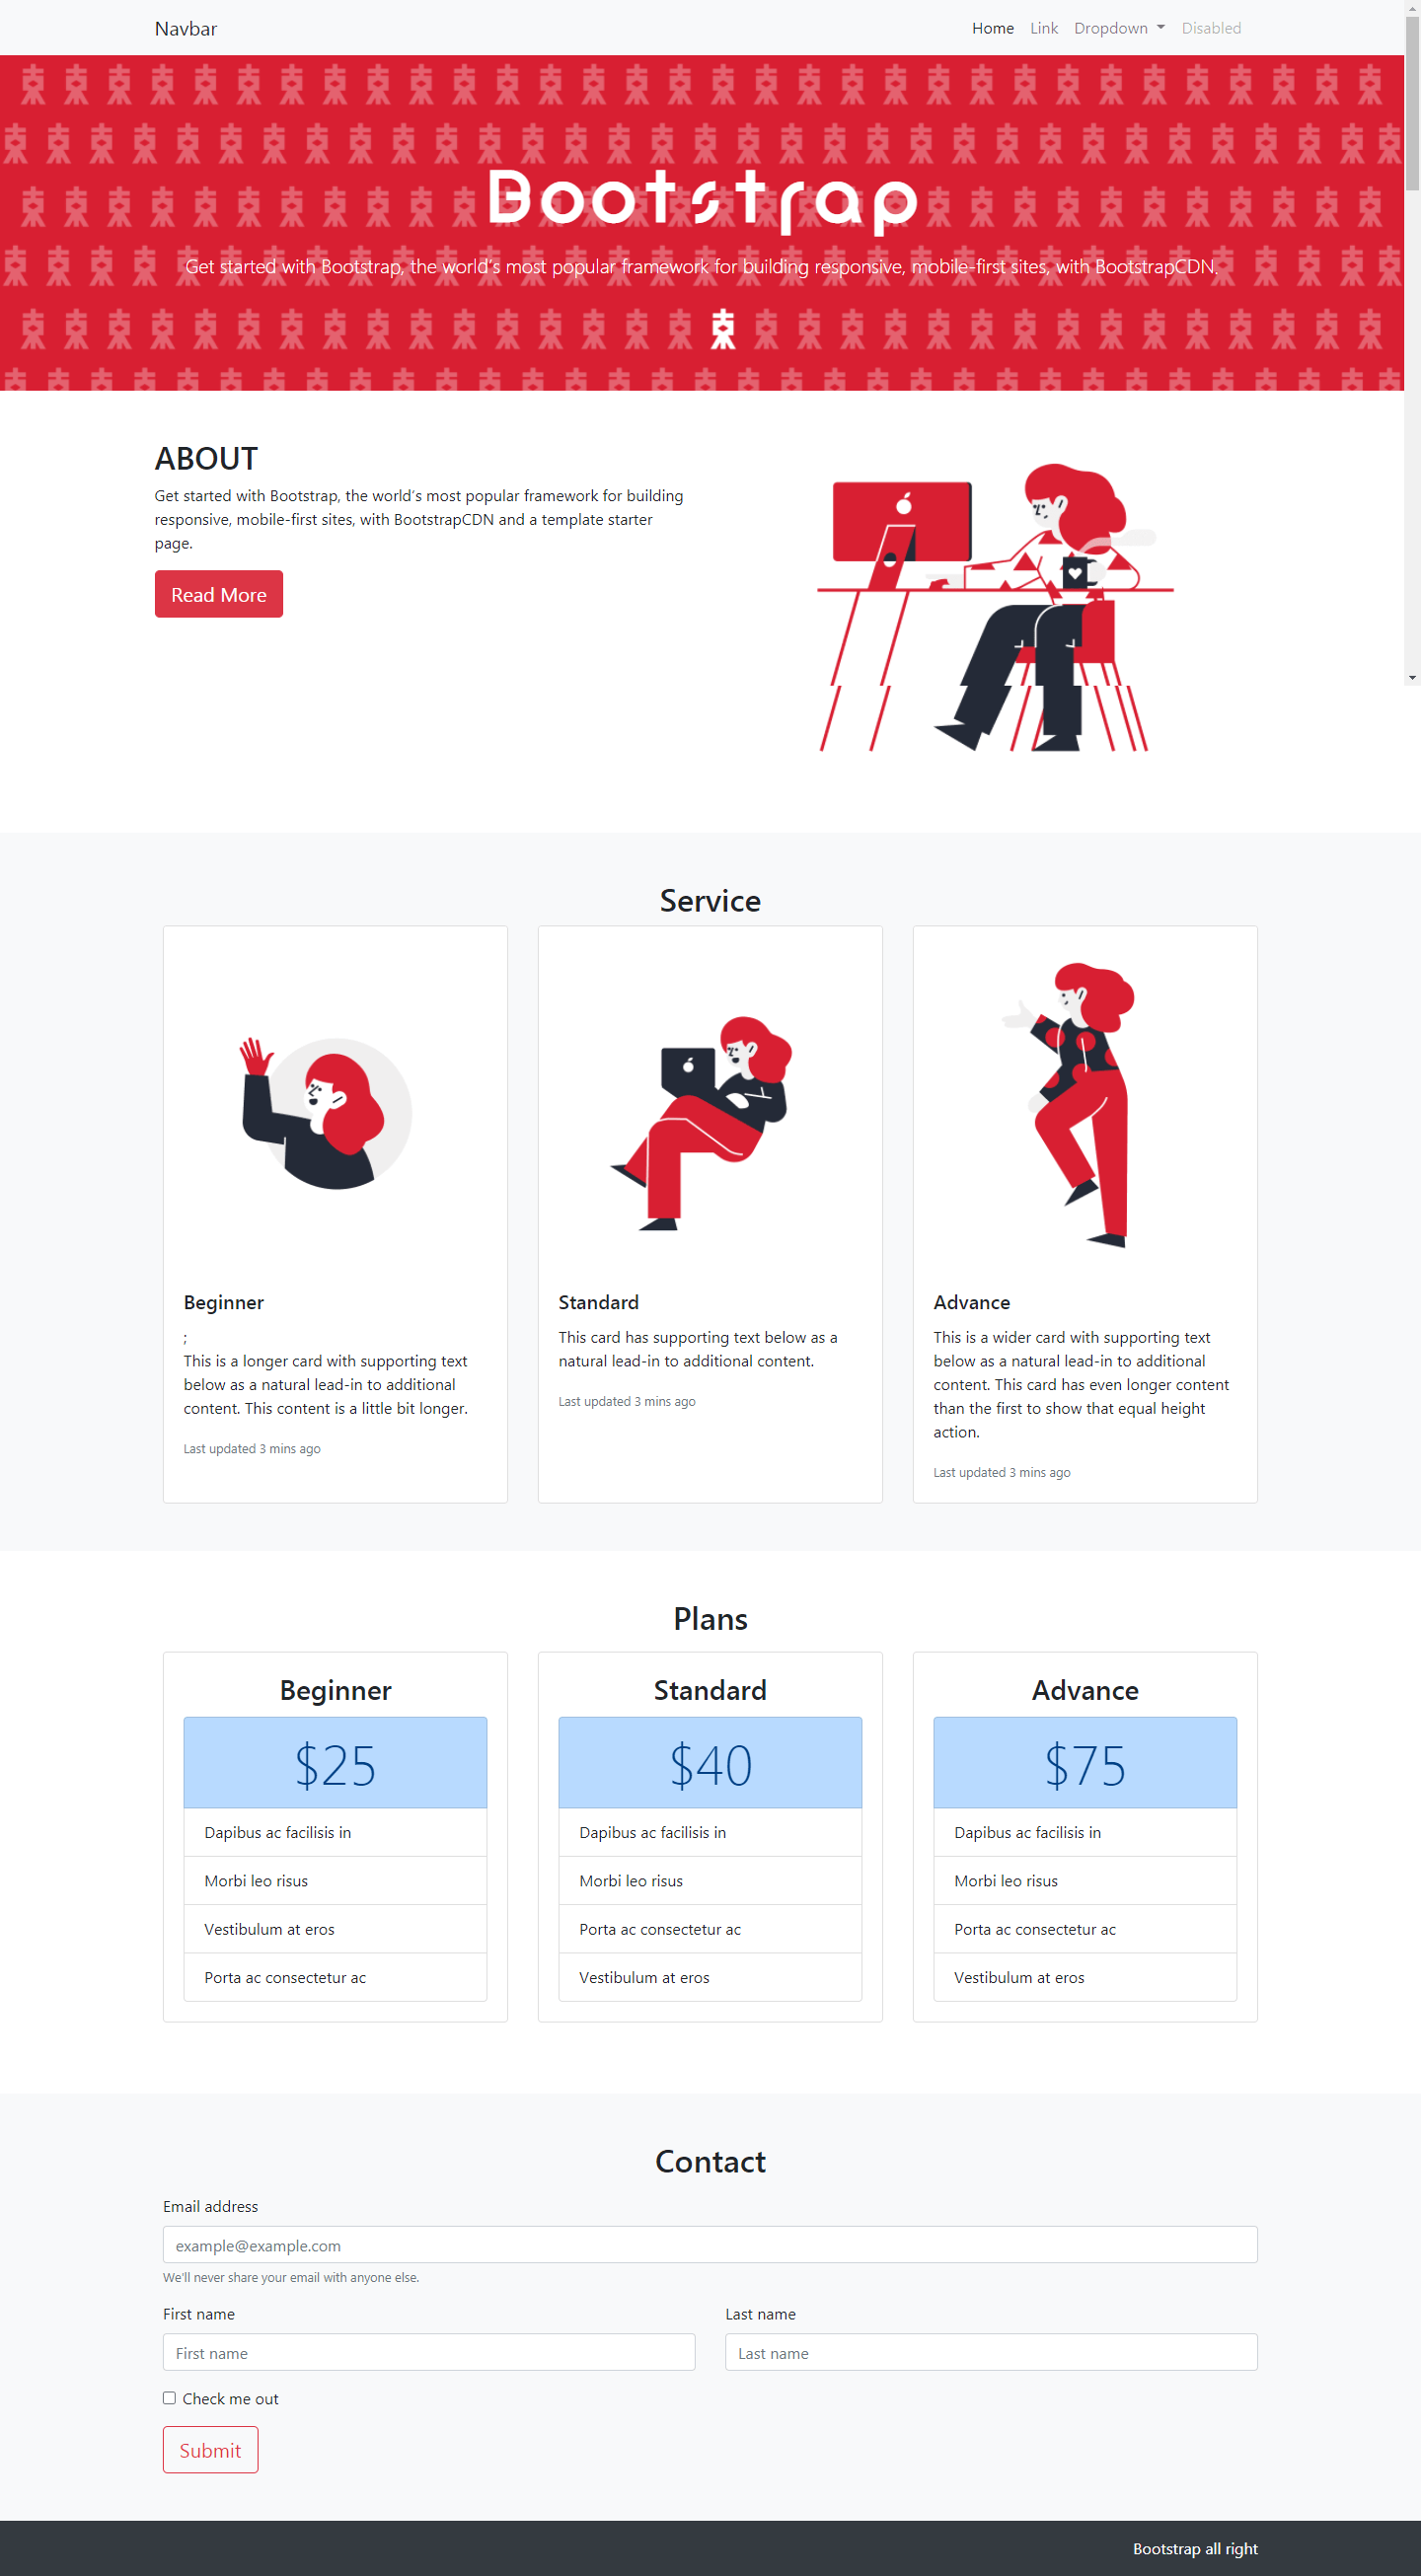 Navbar
Home Link Dropdown Disabled
Bootstrap
Get started with Bootstrap, the world's most popular framework for building responsive, mobile-first sites, with BootstrapCDN.
ABOUT
Get started with Bootstrap, the world's most popular framework for building
responsive, mobile-first sites, with BootstrapCDN and a template starter
page.
Read More
Service
Beginner
;
This is a longer card with supporting text
below as a natural lead-in to additional
content. This content is a little bit longer.
Last updated 3 mins ago
Standard
This card has supporting text below as a
natural lead-in to additional content.
Last updated 3 mins ago
Advance
This is a wider card with supporting text
below as a natural lead-in to additional
content. This card has even longer content
than the first to show that equal height
action.
Last updated 3 mins ago
Plans
Beginner
$25
Dapibus ac facilisis in
Morbi leo risus
Vestibulum at eros
Porta ac consectetur ac
Standard
$40
Dapibus ac facilisis in
Morbi leo risus
Porta ac consectetur ac
Vestibulum at eros
Advance
$75
Dapibus ac facilisis in
Morbi leo risus
Porta ac consectetur ac
Vestibulum at eros
Contact
Email address
example@example.com
We'll never share your email with anyone else.
First name
First name
Last name
Last name
Check me out
Submit
Bootstrap all right